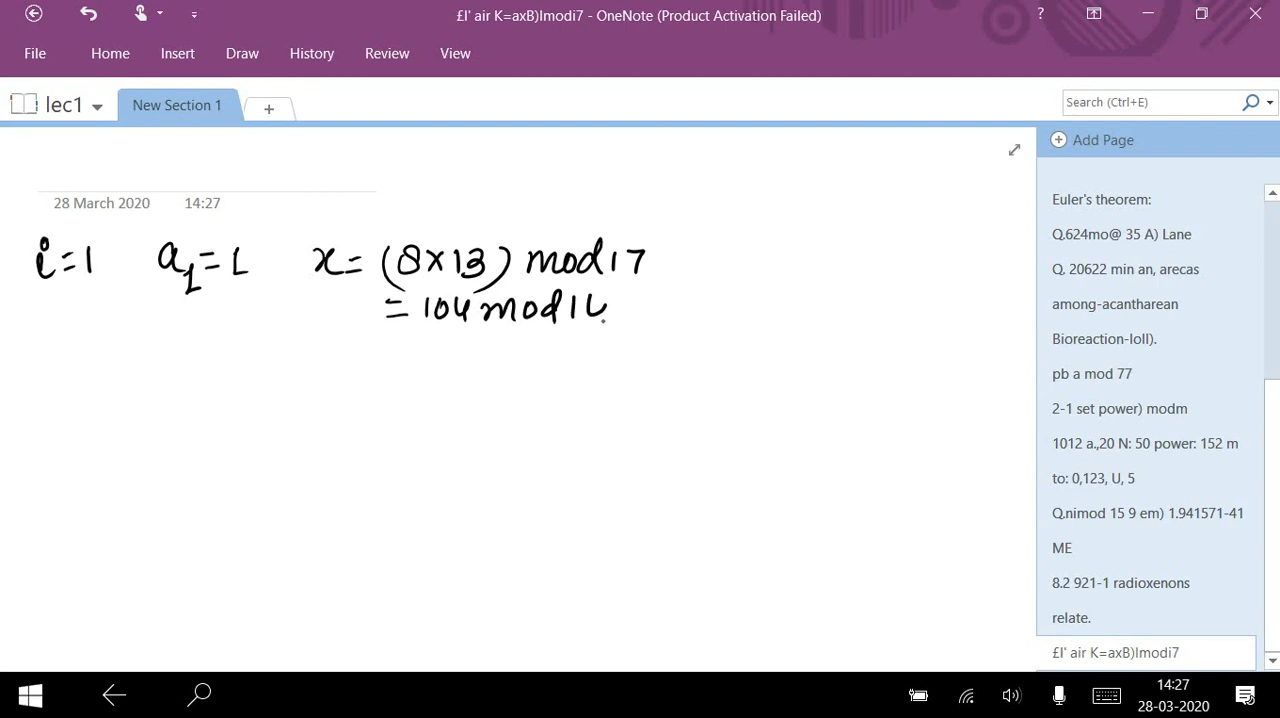 £I' air K=axB)Imodi7 - OneNote (Product Activation Failed)
?
File Home Insert Draw History Review View
lec1 New Section 1 +
Search (Ctrl+E)
Add Page
28 March 2020 14:27
i=1 a1=1 x=(8×13) mod 17
=104 mod 1
Euler's theorem:
Q,624mo@ 35 A) Lane
Q. 20622 min an, arecas
among-acantharean
Bioreaction-loll).
pb a mod 77
2-1 set power) modm
1012 a.,20 N: 50 power: 152 m
to: 0,123, U, 5
Q.nimod 15 9 em) 1.941571-41
ME
8.2 921-1 radioxenons
relate.
£I' air K=axB)Imodi7
14:27
28-03-2020